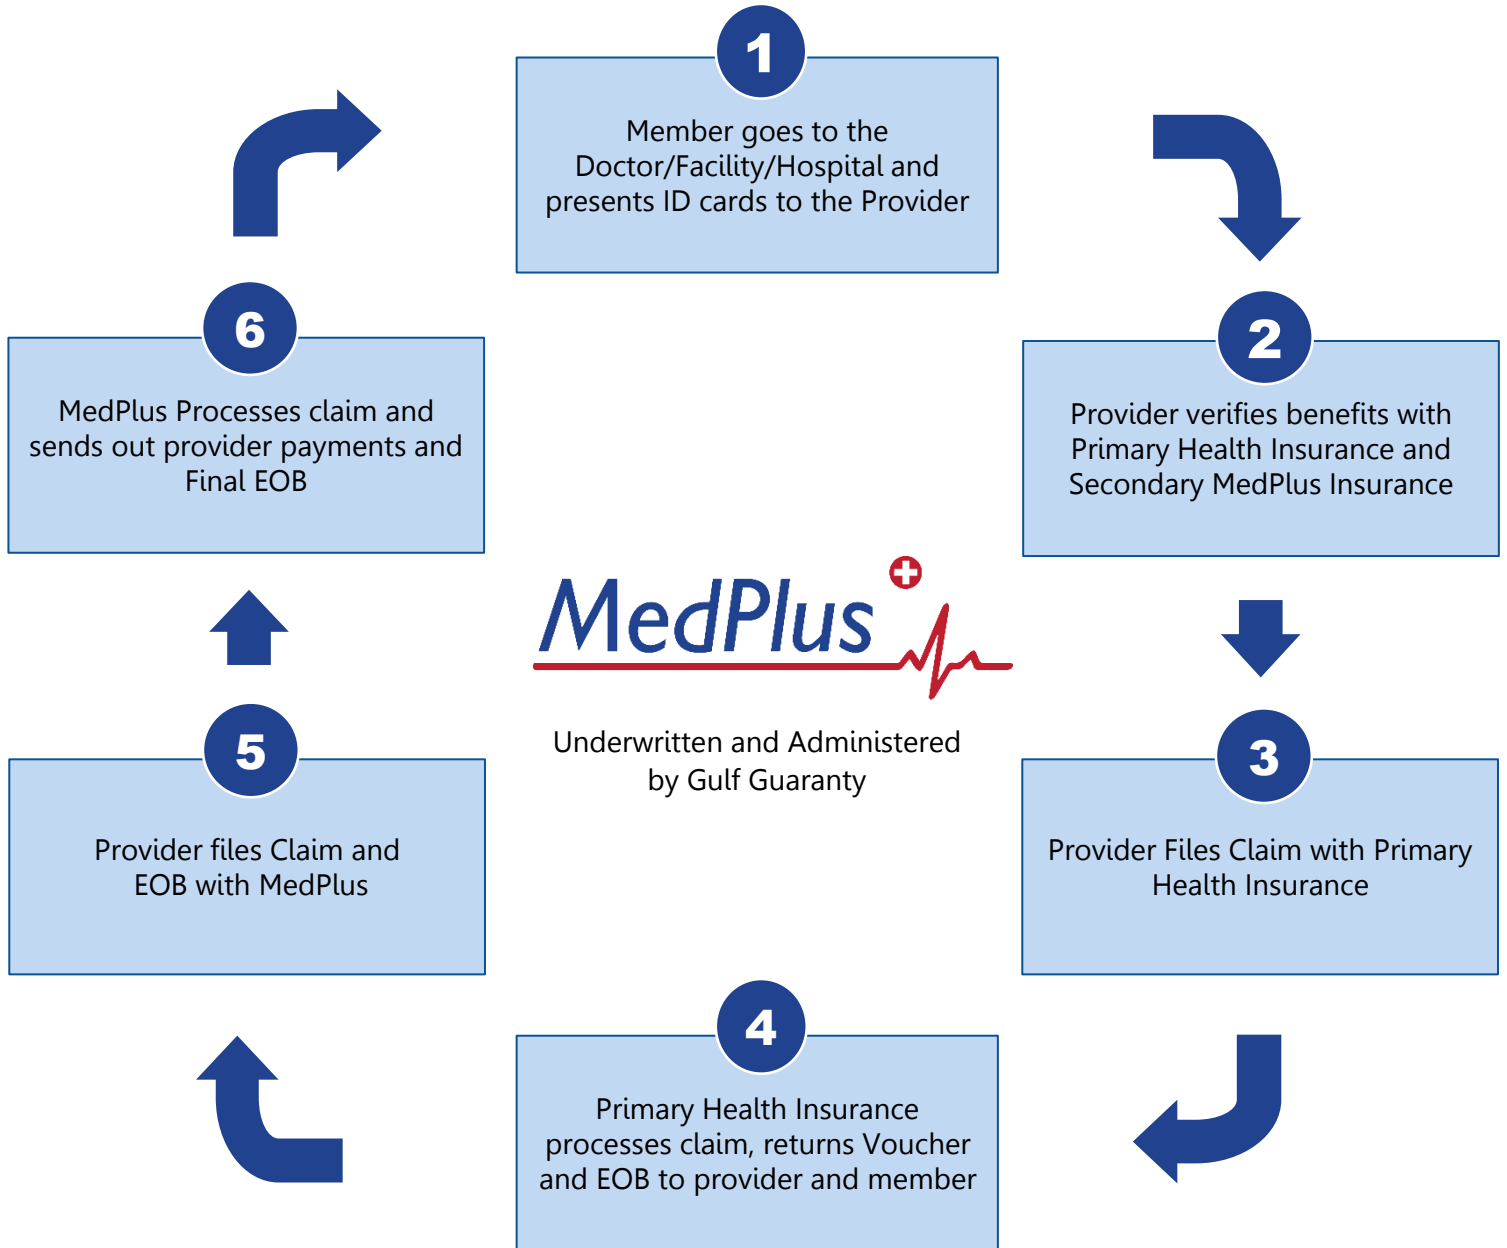 1
Member goes to the
Doctor/Facility/Hospital and
presents ID cards to the Provider
2
Provider verifies benefits with
Primary Health Insurance and
Secondary MedPlus Insurance
3
Provider Files Claim with Primary
Health Insurance
4
Primary Health Insurance
processes claim, returns Voucher
and EOB to provider and member
5
Provider files Claim and
EOB with MedPlus
6
MedPlus Processes claim and
sends out provider payments and
Final EOB
MedPlus
Underwritten and Administered
by Gulf Guaranty